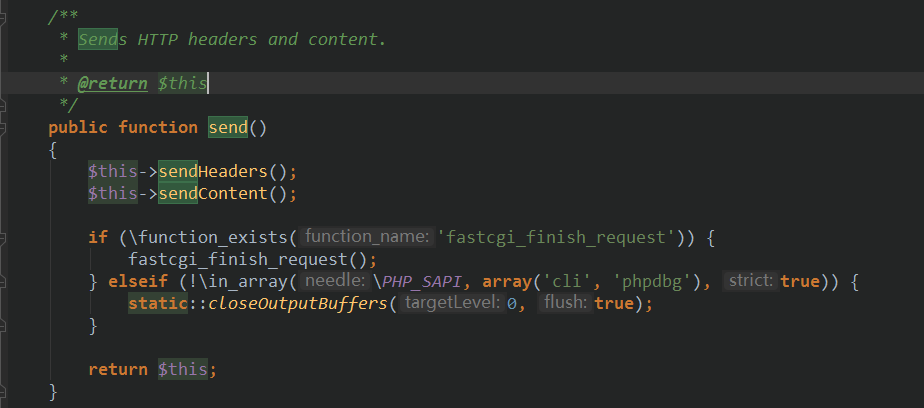 /**
 * Sends HTTP headers and content.
 *
 * @return $this
 */
public function send()
{
    $this->sendHeaders();
    $this->sendContent();

    if (\function_exists( function_name: 'fastcgi_finish_request')) {
        fastcgi_finish_request();
    } elseif (!\in_array( needle: \PHP_SAPI, array('cli', 'phpdbg'), strict: true)) {
        static::closeOutputBuffers( targetLevel: 0, flush: true);
    }

    return $this;
}